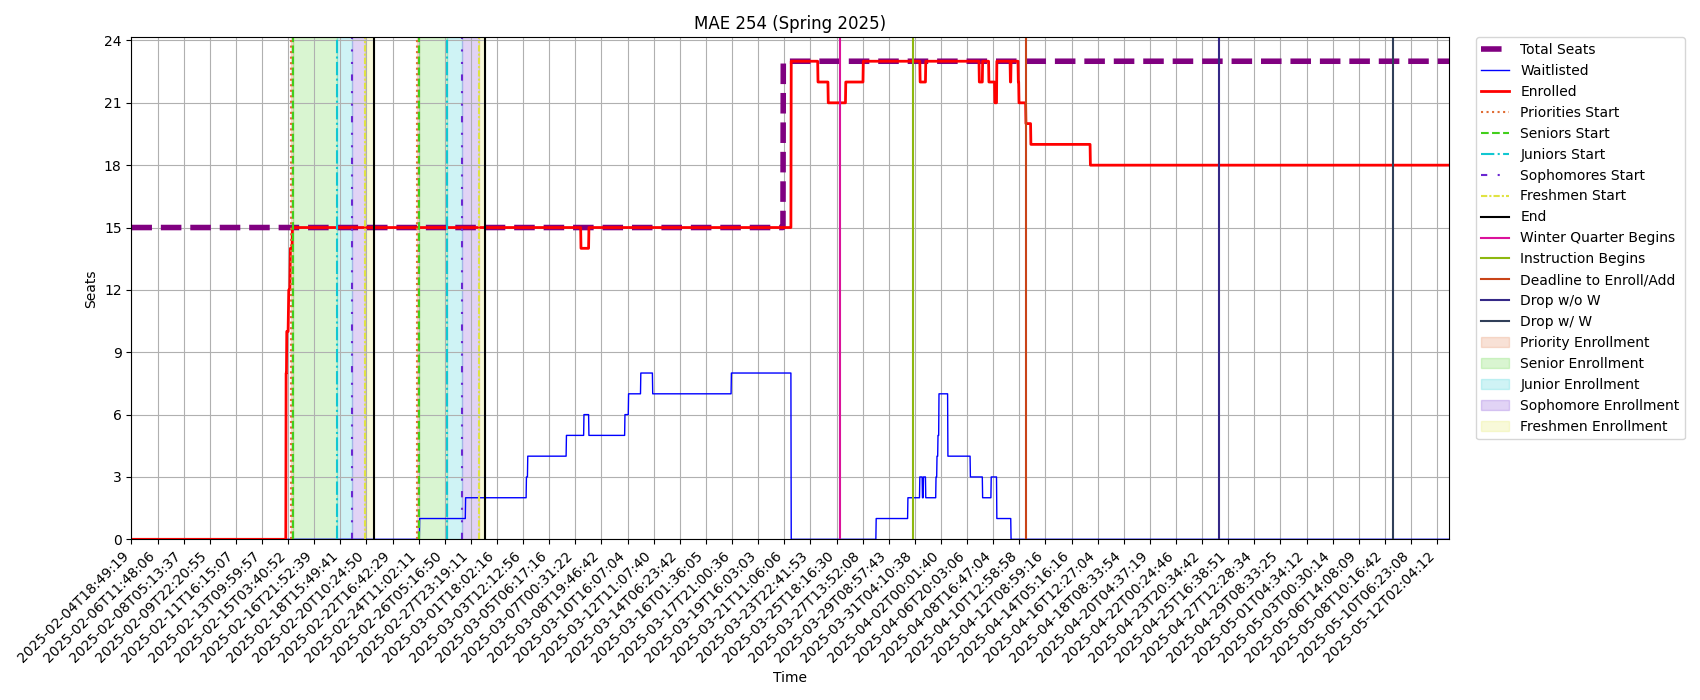 MAE 254 (Spring 2025)
Seats
24
21
18
15
12
9
6
3
0
2025-02-04T18:49:19
2025-02-06T11:48:06
2025-02-08T05:13:37
2025-02-09T22:20:55
2025-02-11T16:15:07
2025-02-13T09:59:57
2025-02-15T03:40:52
2025-02-16T21:52:39
2025-02-18T15:49:41
2025-02-20T10:24:50
2025-02-22T16:42:29
2025-02-24T11:02:11
2025-02-26T05:16:50
2025-02-27T23:19:11
2025-03-01T18:02:16
2025-03-03T12:12:56
2025-03-05T06:17:16
2025-03-07T00:31:22
2025-03-08T19:46:42
2025-03-10T16:07:04
2025-03-12T11:07:40
2025-03-14T06:23:42
2025-03-16T01:36:05
2025-03-17T21:00:36
2025-03-19T16:03:03
2025-03-21T11:06:06
2025-03-23T22:41:53
2025-03-25T18:16:30
2025-03-27T13:52:08
2025-03-29T08:57:43
2025-03-31T04:10:38
2025-04-02T00:01:40
2025-04-06T20:03:06
2025-04-08T16:47:04
2025-04-10T12:58:58
2025-04-12T08:59:16
2025-04-14T05:16:16
2025-04-16T12:27:04
2025-04-18T08:33:54
2025-04-20T04:37:19
2025-04-22T00:24:46
2025-04-23T20:34:42
2025-04-25T16:38:51
2025-04-27T12:28:34
2025-04-29T08:33:25
2025-05-01T04:34:12
2025-05-03T00:30:14
2025-05-06T14:08:09
2025-05-08T10:16:42
2025-05-10T06:23:08
2025-05-12T02:04:12
Time
Total Seats
Waitlisted
Enrolled
Priorities Start
Seniors Start
Juniors Start
Sophomores Start
Freshmen Start
End
Winter Quarter Begins
Instruction Begins
Deadline to Enroll/Add
Drop w/o W
Drop w/ W
Priority Enrollment
Senior Enrollment
Junior Enrollment
Sophomore Enrollment
Freshmen Enrollment